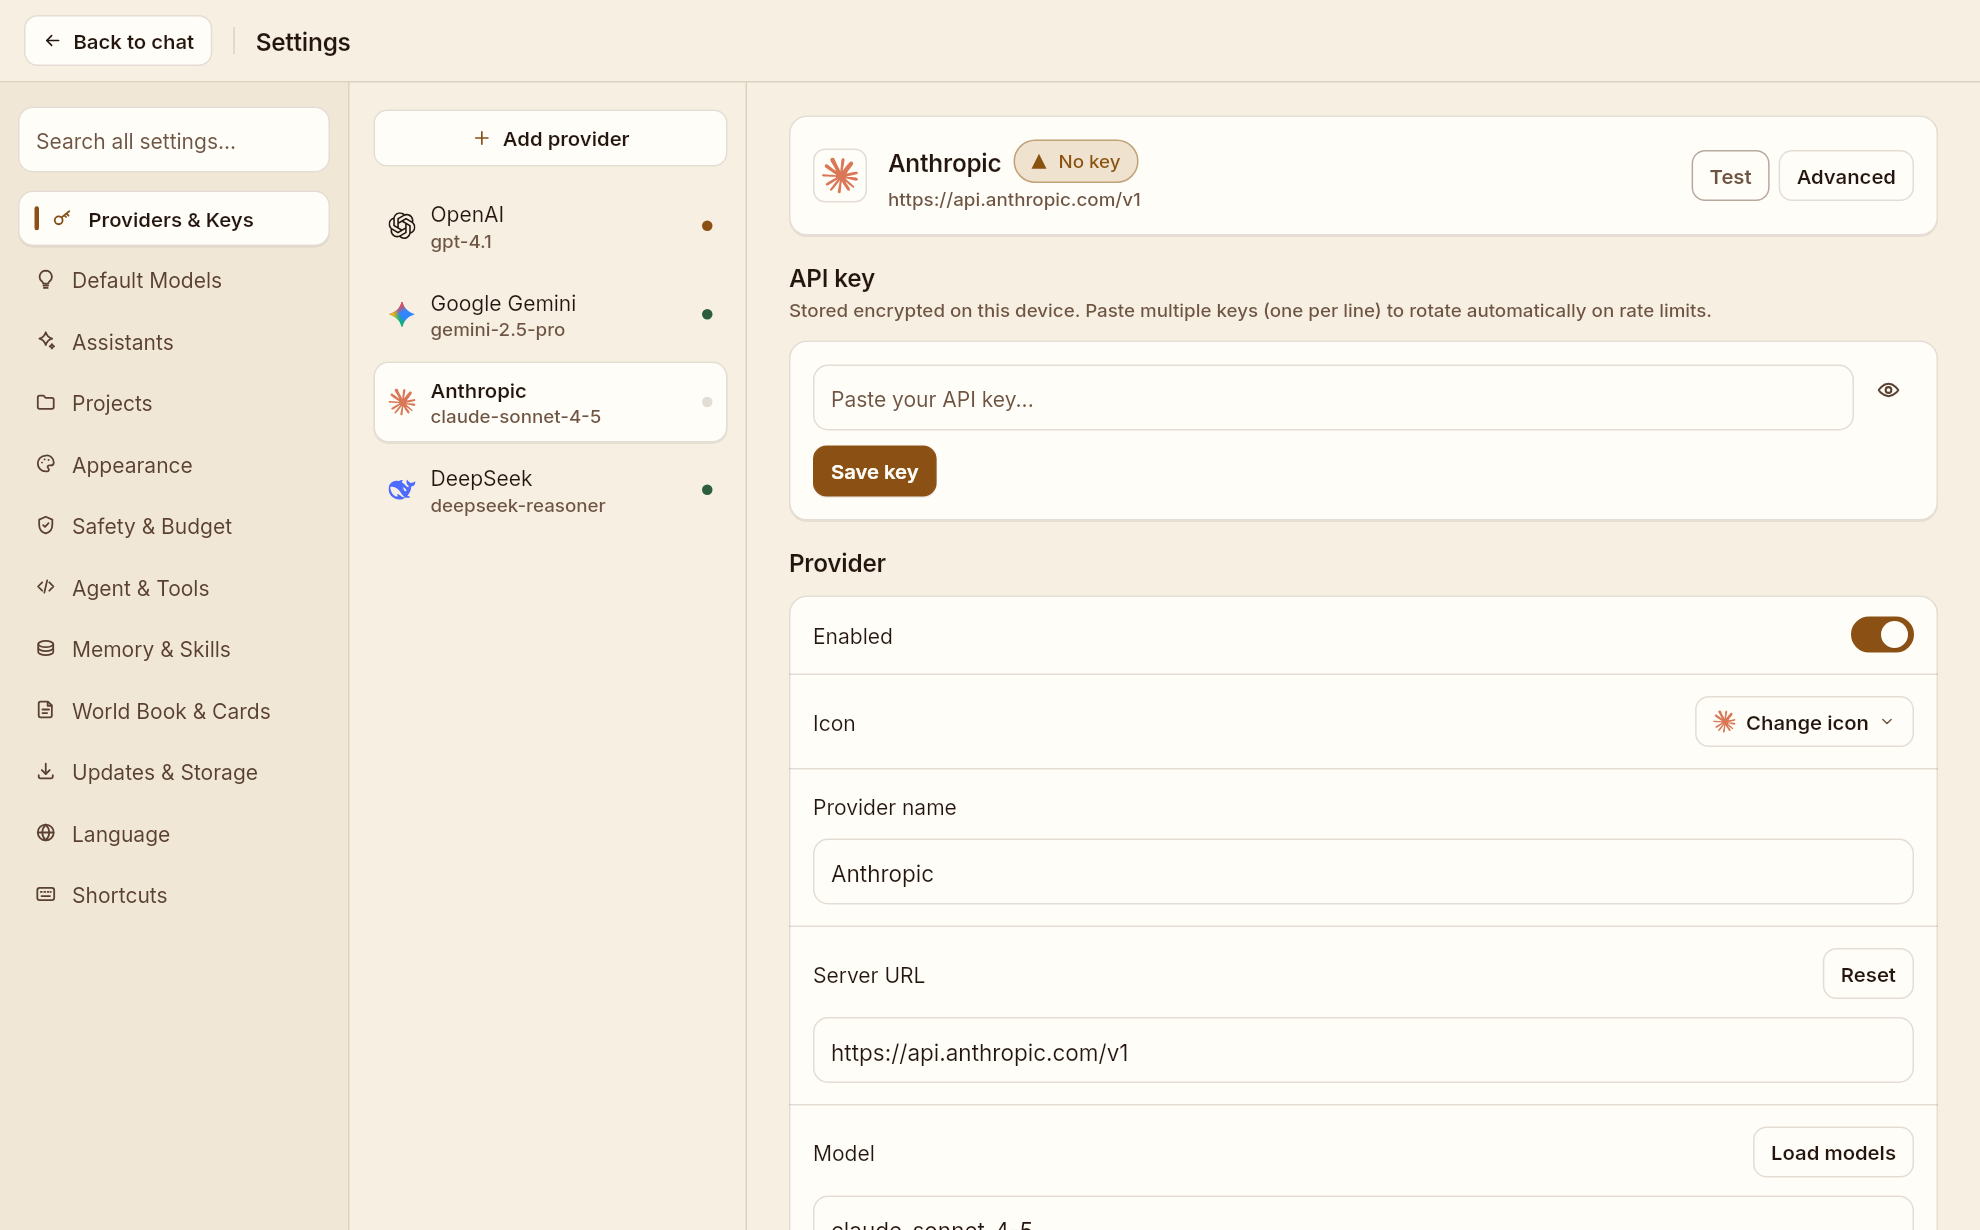 Back to chat
Settings
Search all settings...
Providers & Keys
Default Models
Assistants
Projects
Appearance
Safety & Budget
Agent & Tools
Memory & Skills
World Book & Cards
Updates & Storage
Language
Shortcuts
Add provider
OpenAI
gpt-4.1
Google Gemini
gemini-2.5-pro
Anthropic
claude-sonnet-4-5
DeepSeek
deepseek-reasoner
Anthropic
No key
https://api.anthropic.com/v1
Test
Advanced
API key
Stored encrypted on this device. Paste multiple keys (one per line) to rotate automatically on rate limits.
Paste your API key...
Save key
Provider
Enabled
Icon
Change icon
Provider name
Anthropic
Server URL
Reset
https://api.anthropic.com/v1
Model
Load models
claude-sonnet-4-5